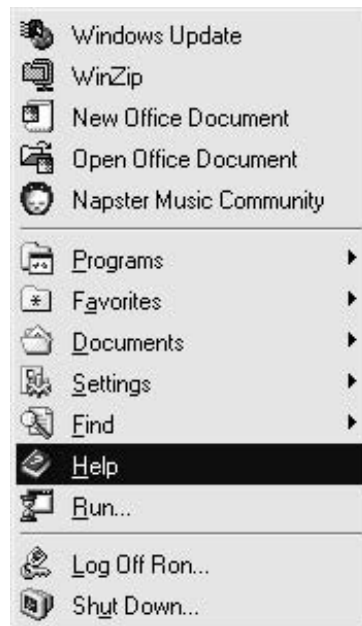 Windows Update
WinZip
New Office Document
Open Office Document
Napster Music Community
Programs
Favorites
Documents
Settings
Find
Help
Run...
Log Off Ron...
Shut Down...